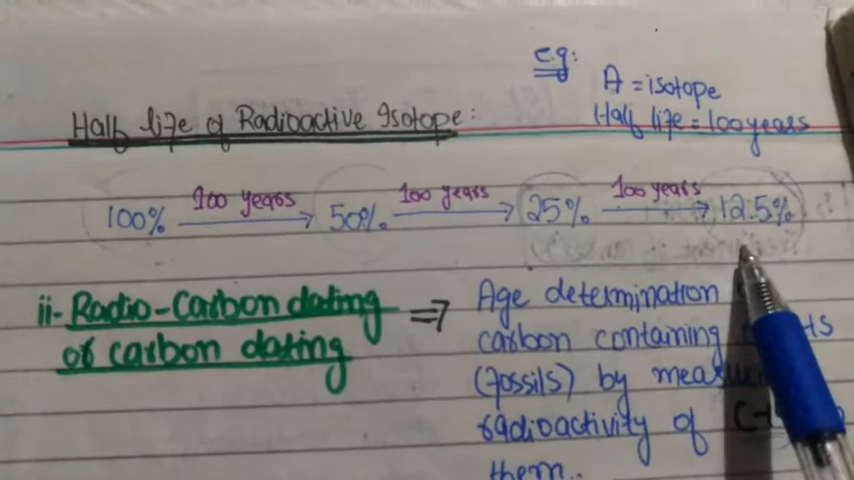 e.g:
A = isotope
Half life = 100 years
Half life of Radioactive Isotope:
100% 100 years → 50% 100 years → 25% 100 years → 12.5%
ii- Radio-Carbon dating ⇒ Age determination
or carbon dating carbon containing
(fossils) by
radioactivity of
them..